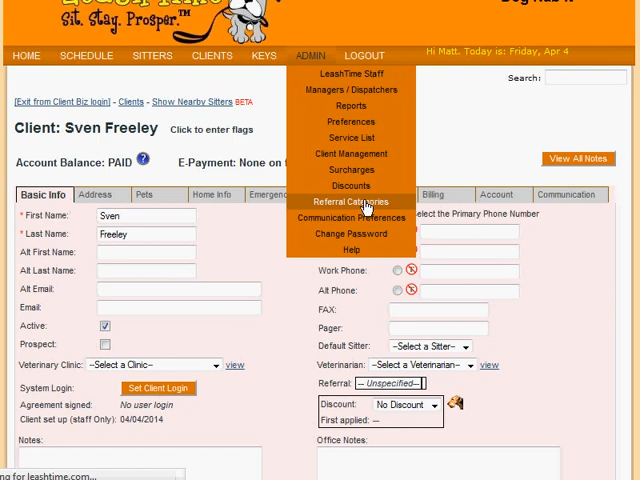 Sit. Stay. Prosper.™
HOME SCHEDULE SITTERS CLIENTS KEYS ADMIN LOGOUT
Hi Matt. Today is: Friday, Apr 4
LeashTime Staff
Managers / Dispatchers
Reports
Preferences
Service List
Client Management
Surcharges
Discounts
Referral Categories
Communication Preferences
Change Password
Help
Search:
[Exit from Client Biz login] - Clients - Show Nearby Sitters BETA
Client: Sven Freeley Click to enter flags
Account Balance: PAID ? E-Payment: None on
View All Notes
Basic Info Address Pets Home Info Emergenc Billing Account Communication
* First Name: Sven
* Last Name: Freeley
Alt First Name:
Alt Last Name:
Alt Email:
Email:
Active:
Prospect:
Veterinary Clinic: --Select a Clinic-- view
System Login: Set Client Login
Agreement signed: No user login
Client set up (staff Only): 04/04/2014
Notes:
elect the Primary Phone Number
Work Phone:
Alt Phone:
FAX:
Pager:
Default Sitter: --Select a Sitter--
Veterinarian: --Select a Veterinarian-- view
Referral: -- Unspecified--
Discount: No Discount
First applied: --
Office Notes:
ng for leashtime.com...